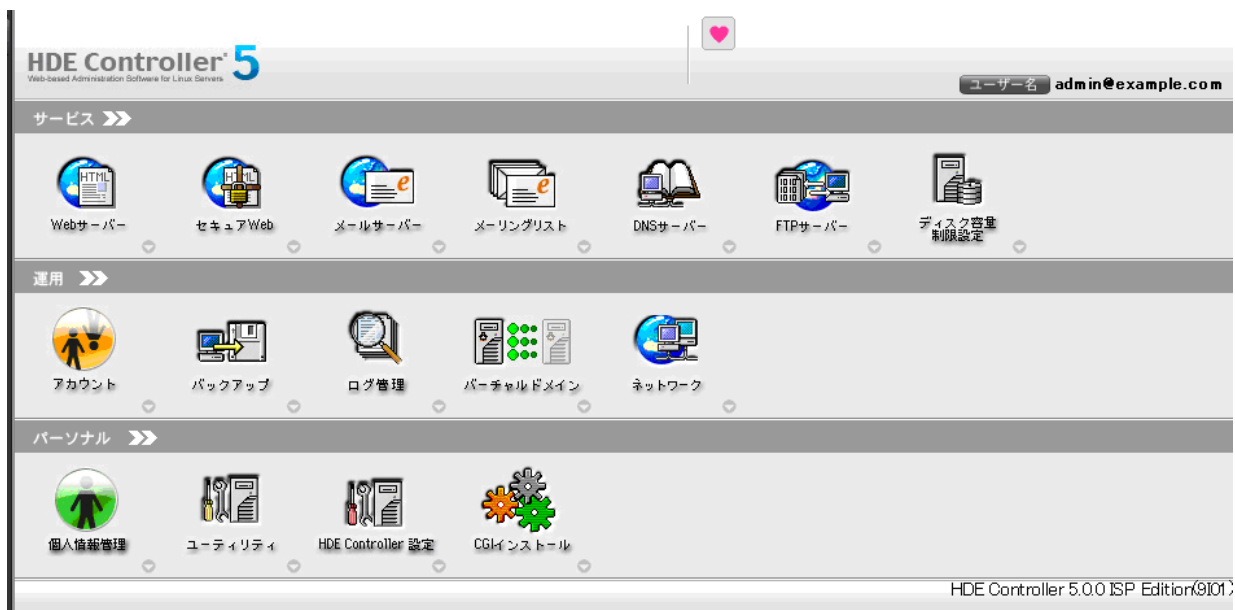 HDE Controller 5
Web-based Administration Software for Linux Servers
ユーザー名 admin@example.com
サービス
HTML
HTML
Webサーバー
セキュアWeb
メールサーバー
メーリングリスト
DNSサーバー
FTPサーバー
ディスク容量
制限設定
運用
アカウント
バックアップ
ログ管理
バーチャルドメイン
ネットワーク
パーソナル
個人情報管理
ユーティリティ
HDE Controller 設定
CGIインストール
HDE Controller 5.0.0 ISP Edition(9I01)